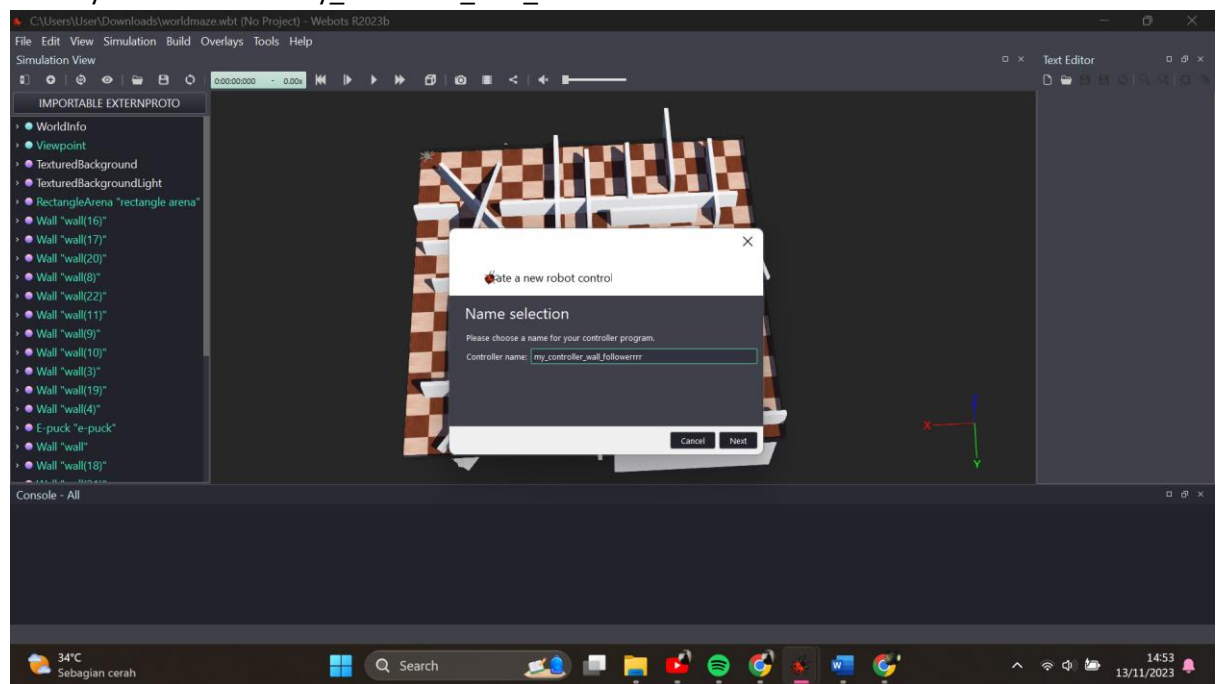 C:\Users\User\Downloads\worldmaze.wbt (No Project) - Webots R2023b
File Edit View Simulation Build Overlays Tools Help
Simulation View
Text Editor
0:00:00:000 - 0.00x
IMPORTABLE EXTERNPROTO
WorldInfo
Viewpoint
TexturedBackground
TexturedBackgroundLight
RectangleArena "rectangle arena"
Wall "wall(16)"
Wall "wall(17)"
Wall "wall(20)"
Wall "wall(8)"
Wall "wall(22)"
Wall "wall(11)"
Wall "wall(9)"
Wall "wall(10)"
Wall "wall(3)"
Wall "wall(19)"
Wall "wall(4)"
E-puck "e-puck"
Wall "wall"
Wall "wall(18)"
ate a new robot control
Name selection
Please choose a name for your controller program.
Controller name: my_controller_wall_followerrrr
Cancel Next
X
Y
Console - All
34°C
Sebagian cerah
Search
14:53
13/11/2023